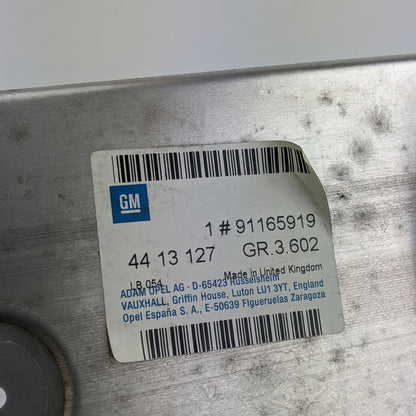 GM
1 # 91165919
44 13 127 GR.3.602
LB 054 Made In United Kingdom
ADAM OPEL AG · D-65423 Rüsselsheim
VAUXHALL, Griffin House, Luton LU1 3YT, England
Opel España S. A., E-50639 Figueruelas Zaragoza